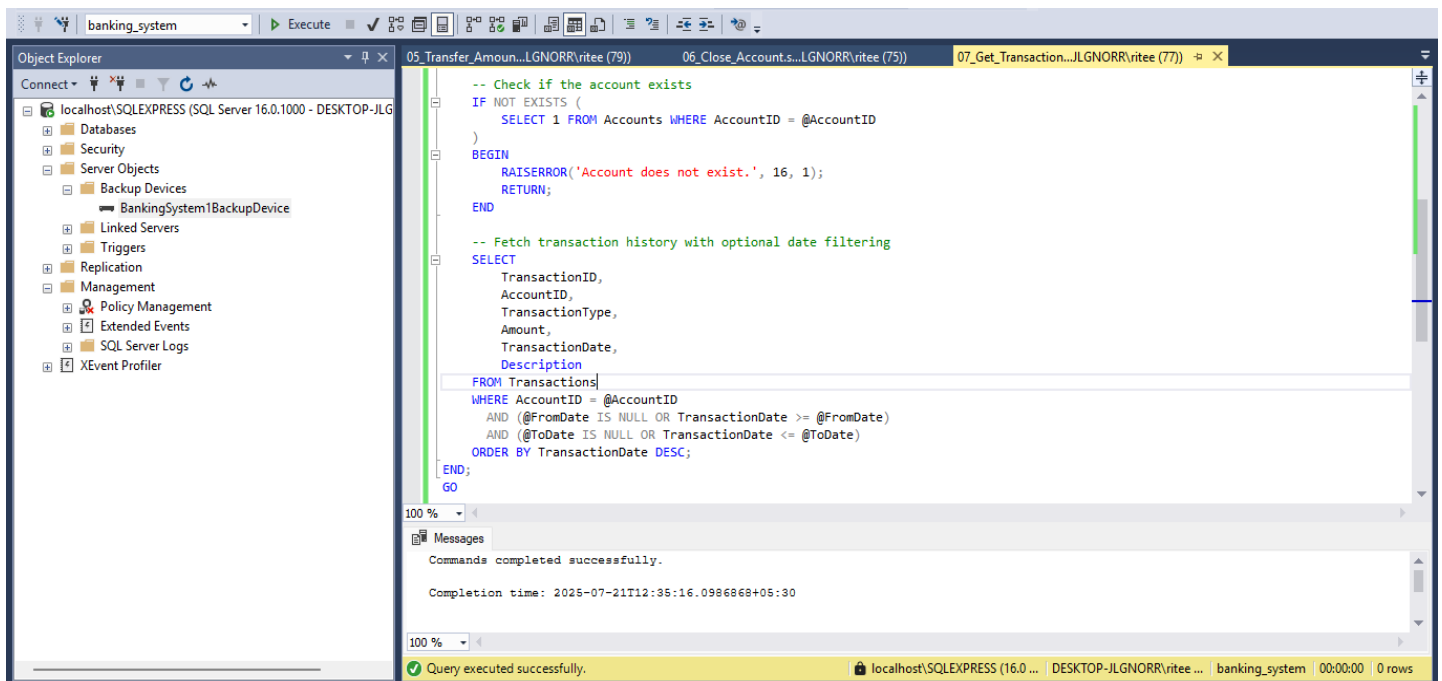 banking_system
Execute
Object Explorer
Connect
localhost\SQLEXPRESS (SQL Server 16.0.1000 - DESKTOP-JLG
Databases
Security
Server Objects
Backup Devices
BankingSystem1BackupDevice
Linked Servers
Triggers
Replication
Management
Policy Management
Extended Events
SQL Server Logs
XEvent Profiler
05_Transfer_Amoun...LGNORR\ritee (79))
06_Close_Account.s...LGNORR\ritee (75))
07_Get_Transaction...JLGNORR\ritee (77))
-- Check if the account exists
IF NOT EXISTS (
SELECT 1 FROM Accounts WHERE AccountID = @AccountID
)
BEGIN
RAISERROR('Account does not exist.', 16, 1);
RETURN;
END
-- Fetch transaction history with optional date filtering
SELECT
TransactionID,
AccountID,
TransactionType,
Amount,
TransactionDate,
Description
FROM Transactions
WHERE AccountID = @AccountID
AND (@FromDate IS NULL OR TransactionDate >= @FromDate)
AND (@ToDate IS NULL OR TransactionDate <= @ToDate)
ORDER BY TransactionDate DESC;
END;
GO
100 %
Messages
Commands completed successfully.
Completion time: 2025-07-21T12:35:16.0986868+05:30
100 %
Query executed successfully.
localhost\SQLEXPRESS (16.0 ...
DESKTOP-JLGNORR\ritee ...
banking_system
00:00:00
0 rows